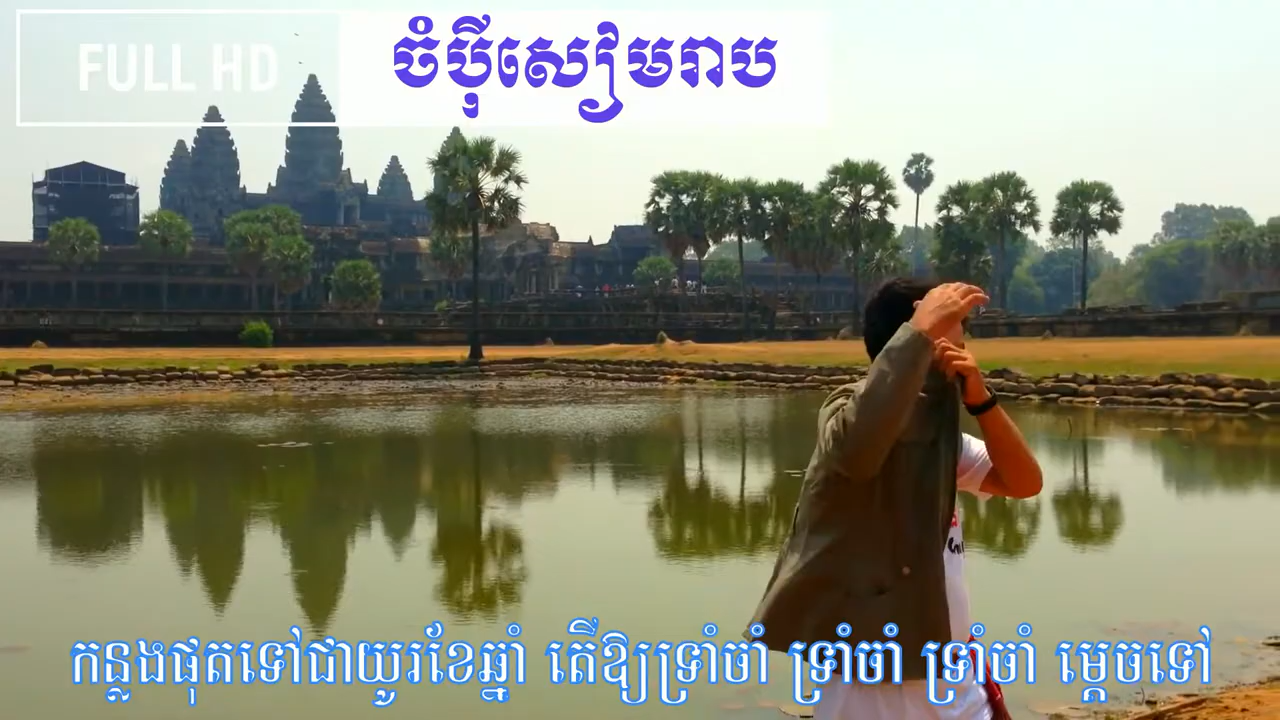 FULL HD
ចំប៉ីសៀមរាប
កន្លងផុតទៅជាយូរខែឆ្នាំ តើឱ្យទ្រាំចាំ ទ្រាំចាំ ទ្រាំចាំ ម្ដេចទៅ